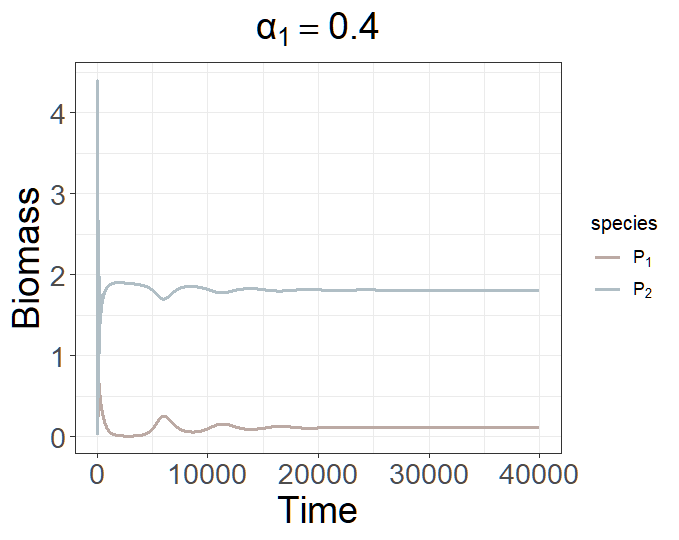 α₁ = 0.4
Biomass
4
3
2
1
0
0 10000 20000 30000 40000
Time
species
P₁
P₂